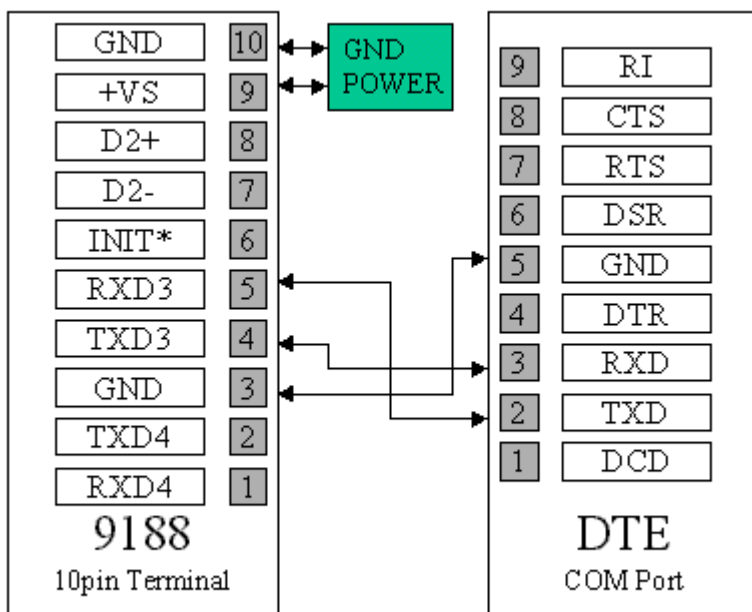 GND 10
+VS 9
D2+ 8
D2- 7
INIT* 6
RXD3 5
TXD3 4
GND 3
TXD4 2
RXD4 1
9188
10pin Terminal
GND
POWER
9 RI
8 CTS
7 RTS
6 DSR
5 GND
4 DTR
3 RXD
2 TXD
1 DCD
DTE
COM Port